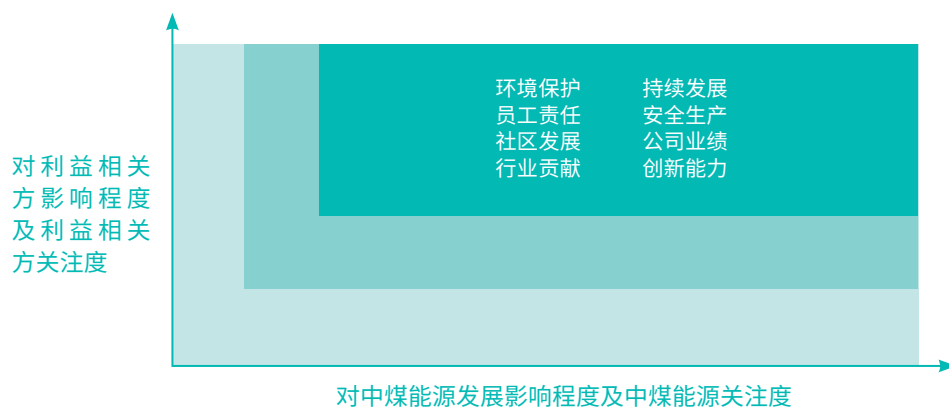 环境保护 持续发展
员工责任 安全生产
社区发展 公司业绩
行业贡献 创新能力
对利益相关
方影响程度
及利益相关
方关注度
对中煤能源发展影响程度及中煤能源关注度